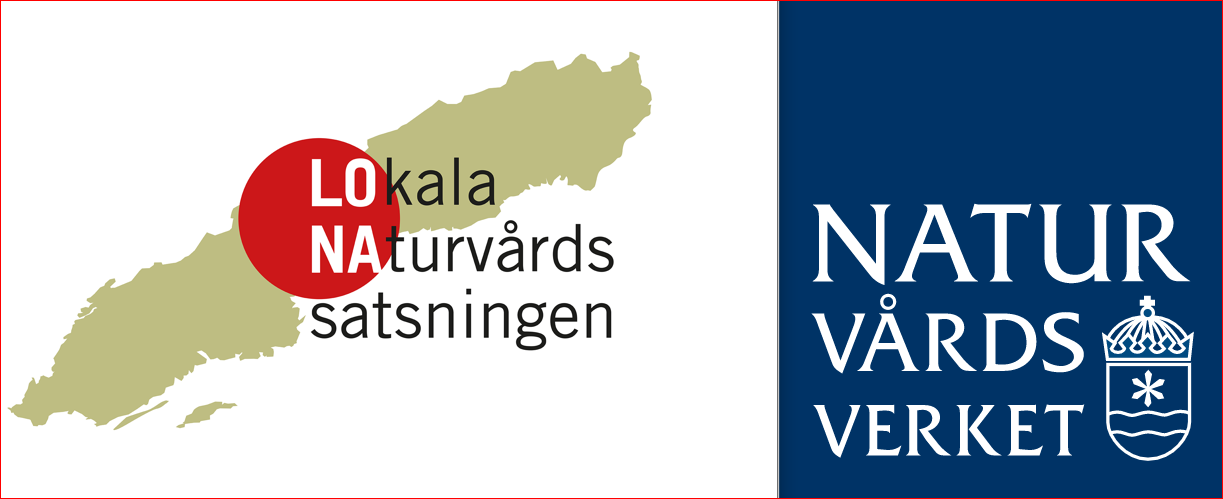 LOkala
NAturvårds
satsningen
NATUR
VÅRDS
VERKET